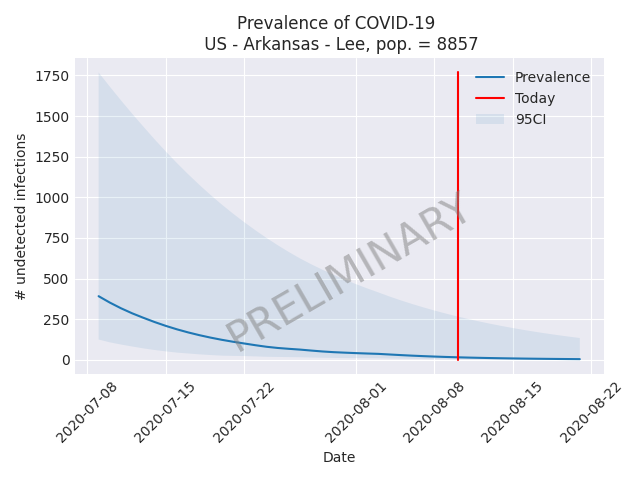 Prevalence of COVID-19
US - Arkansas - Lee, pop. = 8857
Prevalence
Today
95CI
1750
1500
1250
1000
750
500
250
0
# undetected infections
PRELIMINARY
2020-07-08
2020-07-15
2020-07-22
2020-08-01
2020-08-08
2020-08-15
2020-08-22
Date